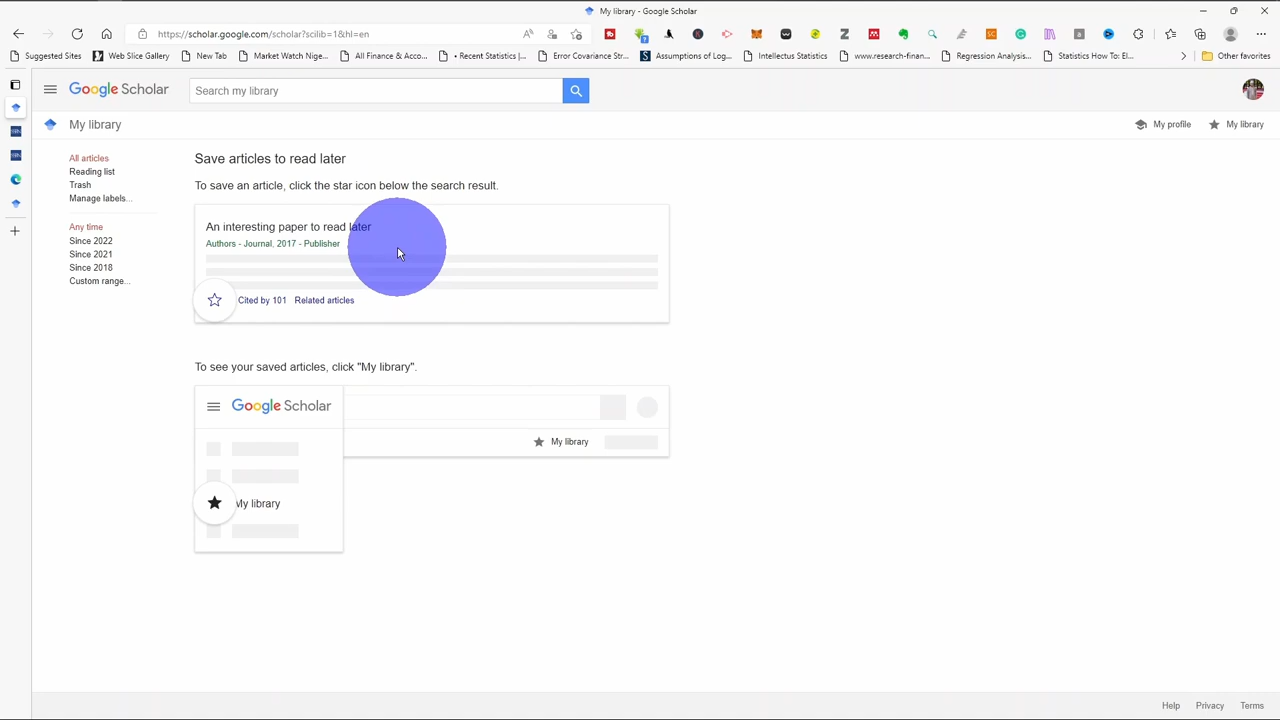 My library - Google Scholar
https://scholar.google.com/scholar?scilib=1&hl=en
Suggested Sites
Web Slice Gallery
New Tab
Market Watch Nige...
All Finance & Acco...
• Recent Statistics |...
Error Covariance Str...
Assumptions of Log...
Intellectus Statistics
www.research-finan...
Regression Analysis...
Statistics How To: El...
Other favorites
Google Scholar
Search my library
My library
My profile
My library
All articles
Reading list
Trash
Manage labels...
Any time
Since 2022
Since 2021
Since 2018
Custom range...
Save articles to read later
To save an article, click the star icon below the search result.
An interesting paper to read later
Authors - Journal, 2017 - Publisher
Cited by 101 Related articles
To see your saved articles, click "My library".
Google Scholar
My library
My library
Help Privacy Terms